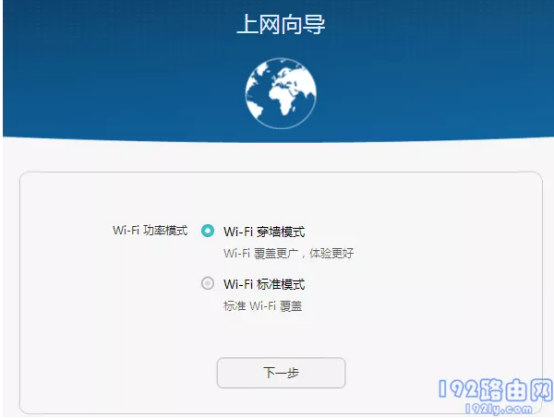 上网向导
Wi-Fi 功率模式
Wi-Fi 穿墙模式
Wi-Fi 覆盖更广，体验更好
Wi-Fi 标准模式
标准 Wi-Fi 覆盖
下一步
192路由网
192ly.com